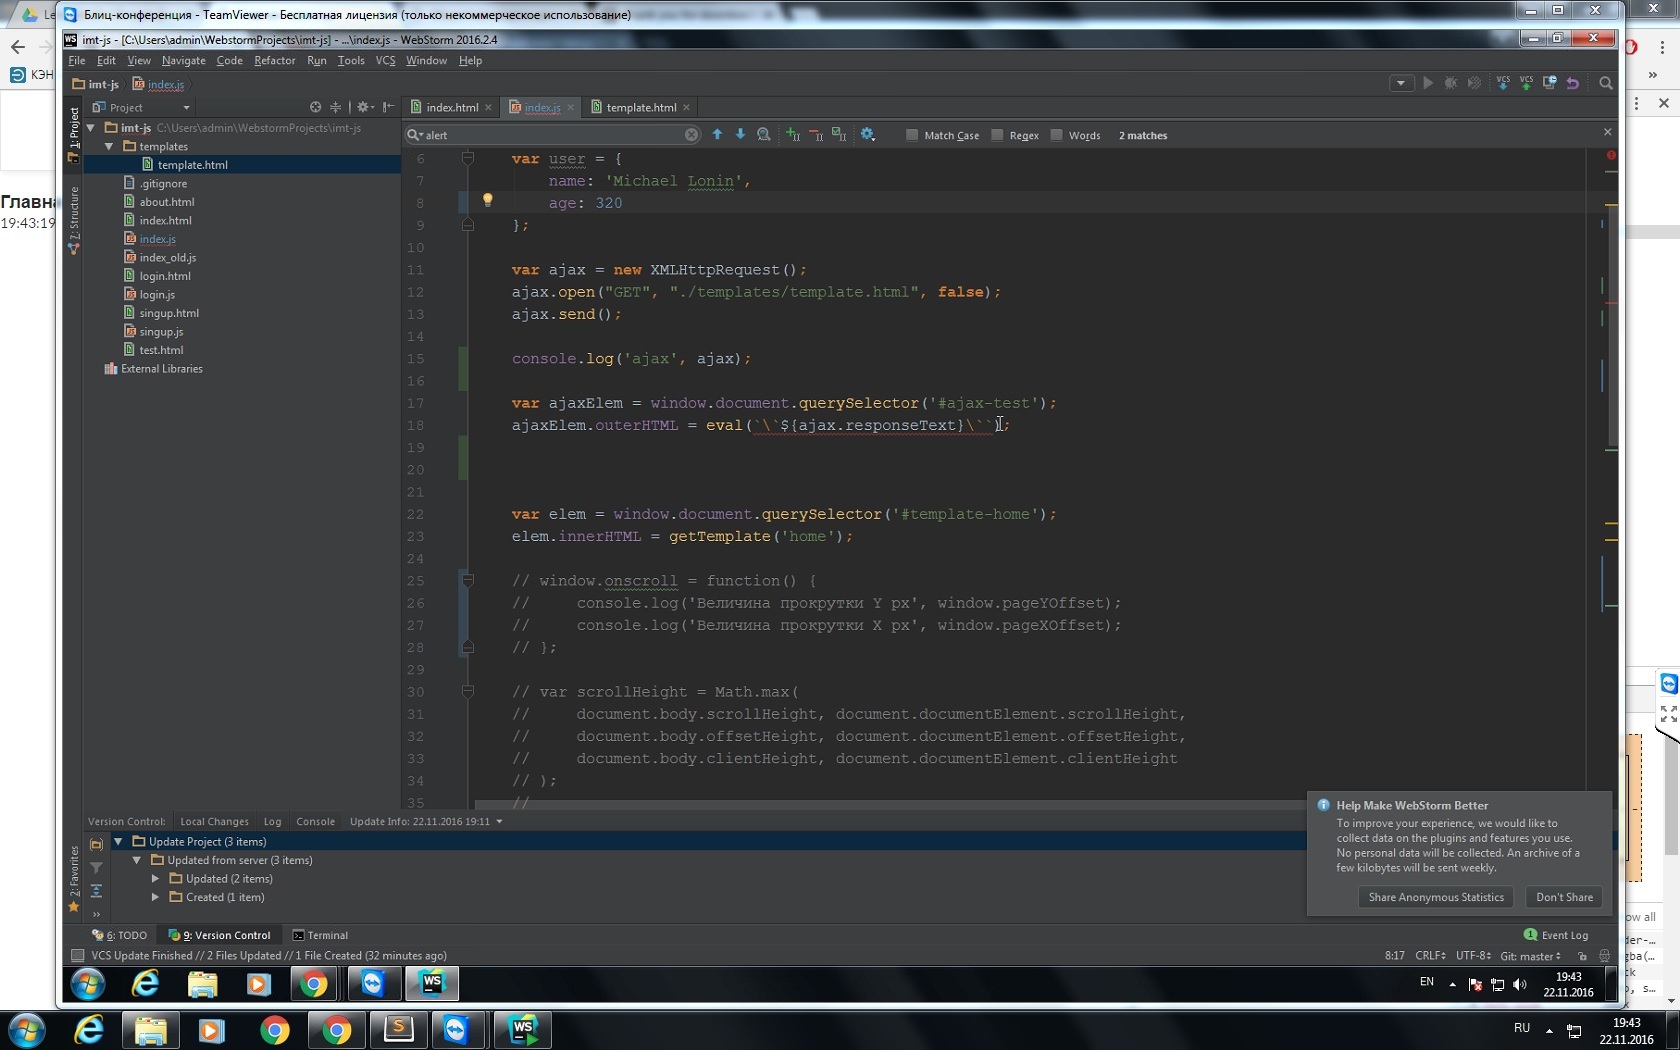 Блиц-конференция - TeamViewer - Бесплатная лицензия (только некоммерческое использование)
imt-js - [C:\Users\admin\WebstormProjects\imt-js] - ...\index.js - WebStorm 2016.2.4
File Edit View Navigate Code Refactor Run Tools VCS Window Help
КЭН
imt-js index.js
Project
index.html
index.js
template.html
alert
Match Case
Regex
Words
2 matches
1: Project
7: Structure
2: Favorites
imt-js C:\Users\admin\WebstormProjects\imt-js
templates
template.html
.gitignore
about.html
index.html
index.js
index_old.js
login.html
login.js
singup.html
singup.js
test.html
External Libraries
Главна
19:43:19
6 var user = {
7 name: 'Michael Lonin',
8 age: 320
9 };
10
11 var ajax = new XMLHttpRequest();
12 ajax.open("GET", "./templates/template.html", false);
13 ajax.send();
14
15 console.log('ajax', ajax);
16
17 var ajaxElem = window.document.querySelector('#ajax-test');
18 ajaxElem.outerHTML = eval(`\`${ajax.responseText}\``);
19
20
21
22 var elem = window.document.querySelector('#template-home');
23 elem.innerHTML = getTemplate('home');
24
25 // window.onscroll = function() {
26 // console.log('Величина прокрутки Y px', window.pageYOffset);
27 // console.log('Величина прокрутки X px', window.pageXOffset);
28 // };
29
30 // var scrollHeight = Math.max(
31 // document.body.scrollHeight, document.documentElement.scrollHeight,
32 // document.body.offsetHeight, document.documentElement.offsetHeight,
33 // document.body.clientHeight, document.documentElement.clientHeight
34 // );
35 //
Help Make WebStorm Better
To improve your experience, we would like to
collect data on the plugins and features you use.
No personal data will be collected. An archive of a
few kilobytes will be sent weekly.
Share Anonymous Statistics
Don't Share
Version Control: Local Changes Log Console Update Info: 22.11.2016 19:11
Update Project (3 items)
Updated from server (3 items)
Updated (2 items)
Created (1 item)
6: TODO
9: Version Control
Terminal
1 Event Log
VCS Update Finished // 2 Files Updated // 1 File Created (32 minutes ago)
8:17 CRLF UTF-8 Git: master
EN
19:43
22.11.2016
RU
19:43
22.11.2016